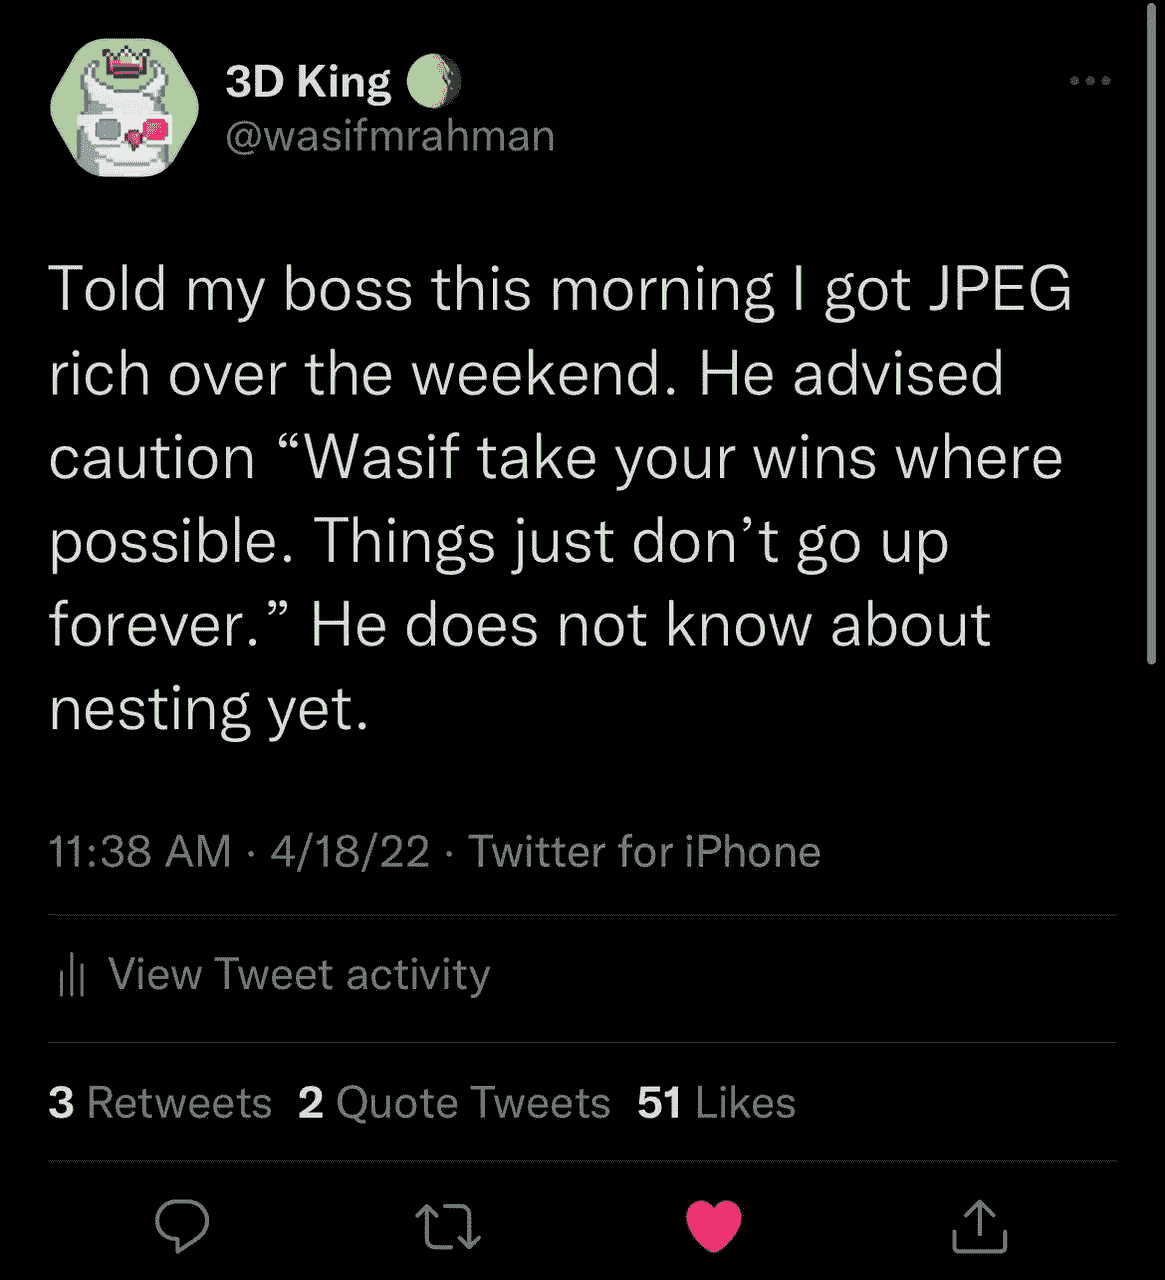 3D King
@wasifmrahman
Told my boss this morning I got JPEG
rich over the weekend. He advised
caution “Wasif take your wins where
possible. Things just don’t go up
forever.” He does not know about
nesting yet.
11:38 AM · 4/18/22 · Twitter for iPhone
View Tweet activity
3 Retweets 2 Quote Tweets 51 Likes